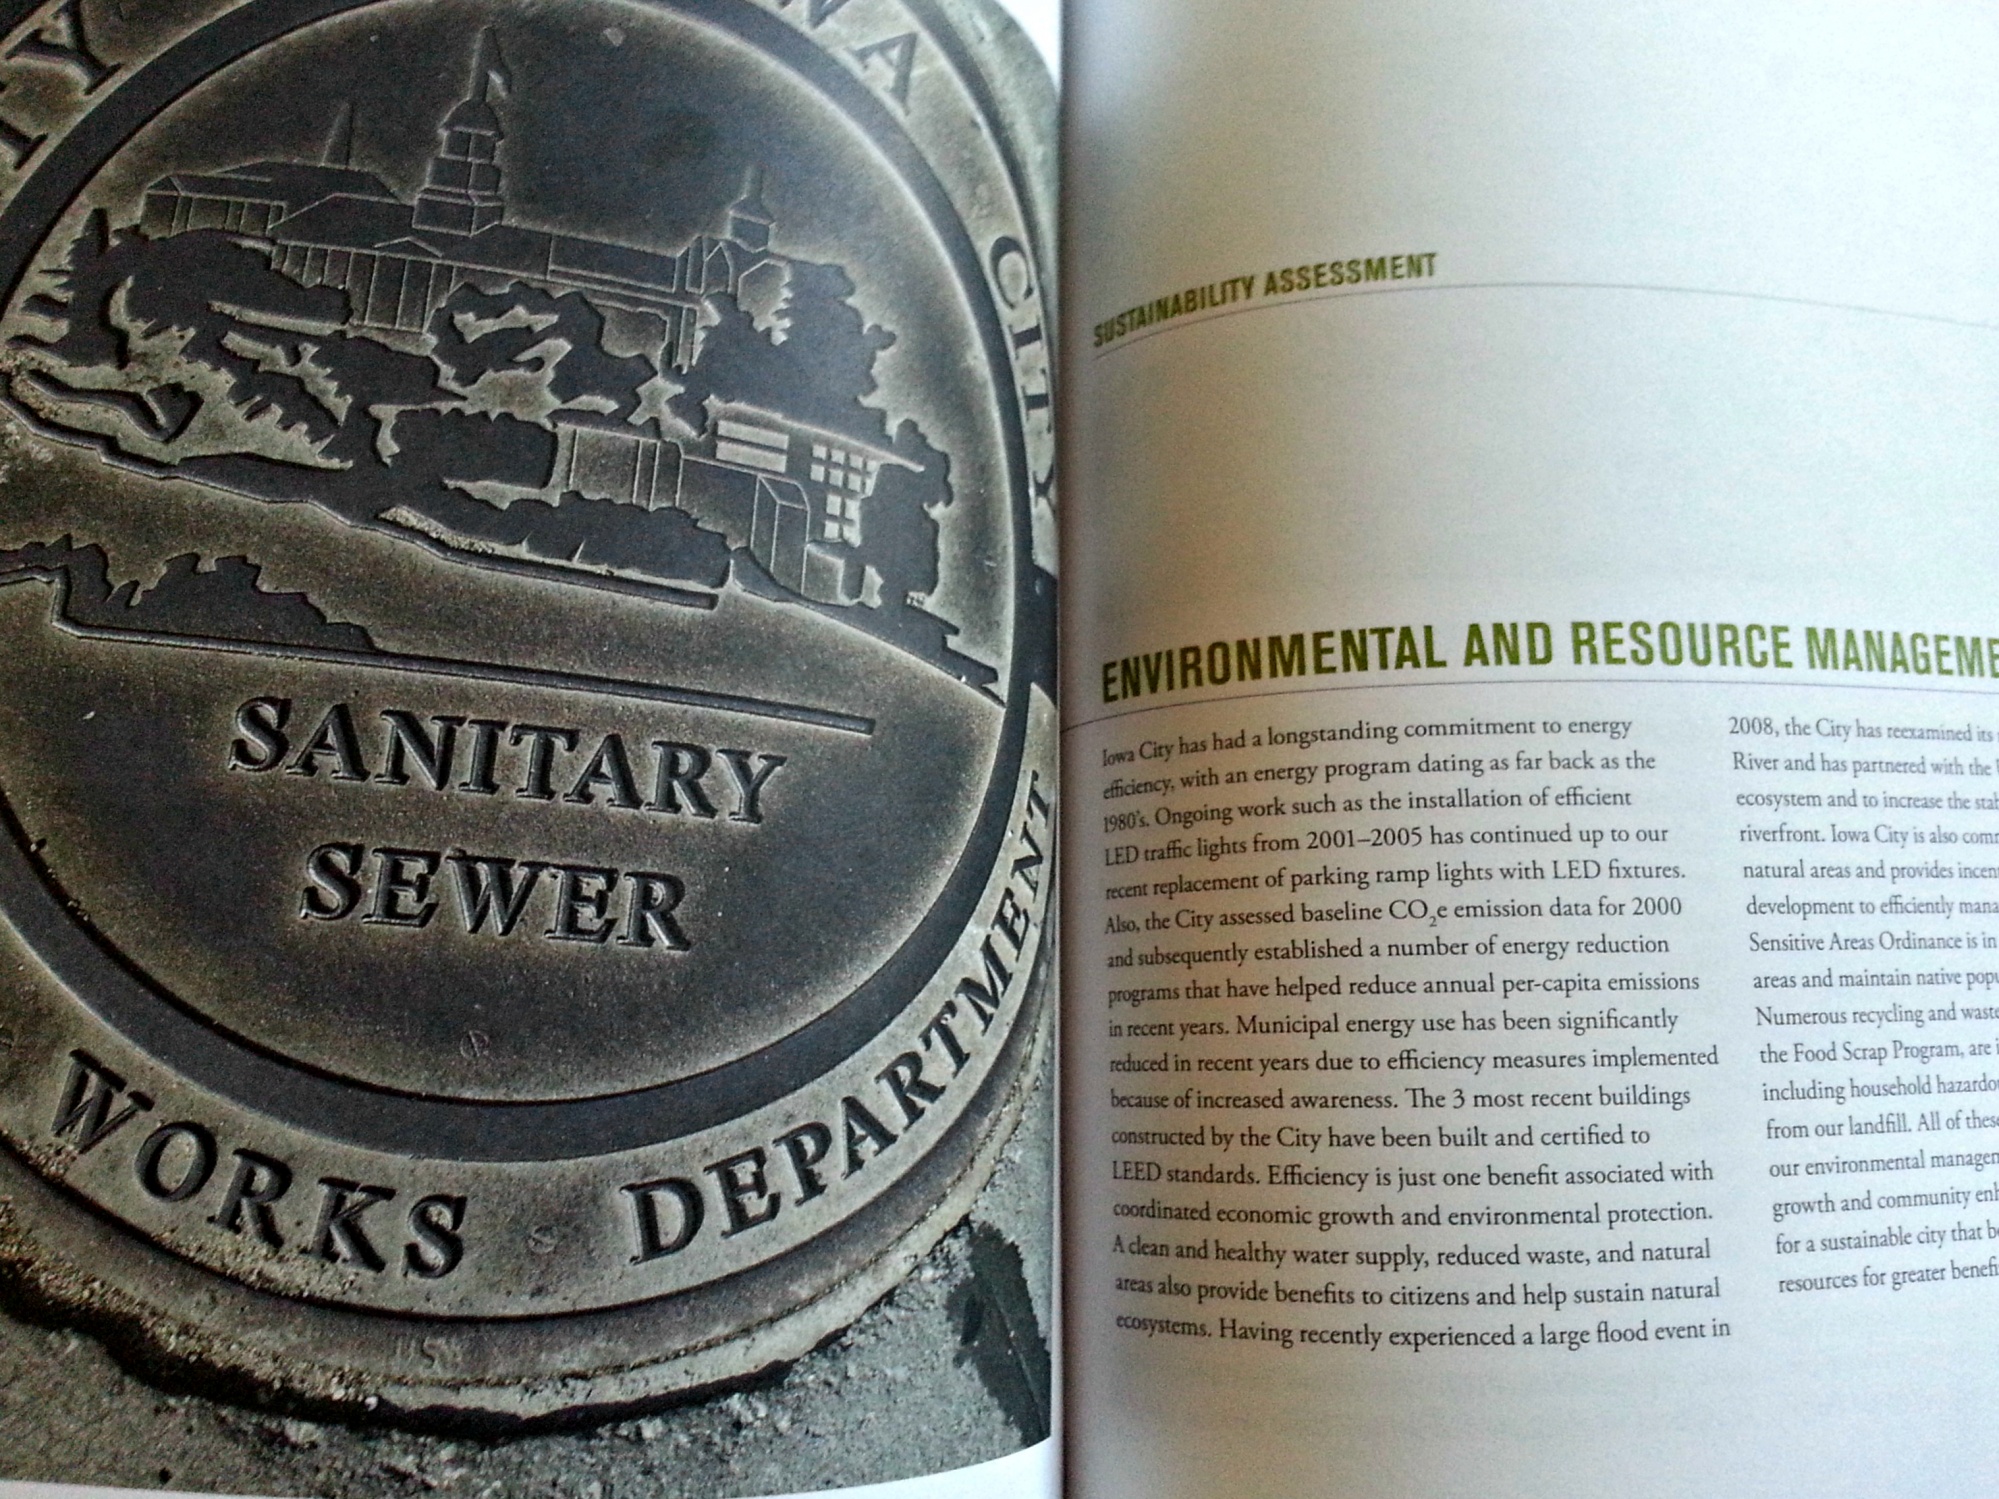 CITY
SANITARY
SEWER
WORKS DEPARTMENT
SUSTAINABILITY ASSESSMENT
ENVIRONMENTAL AND RESOURCE
Iowa City has had a longstanding commitment to energy
efficiency, with an energy program dating as far back as the
1980's. Ongoing work such as the installation of efficient
LED traffic lights from 2001–2005 has continued up to our
recent replacement of parking ramp lights with LED fixtures.
Also, the City assessed baseline CO₂e emission data for 2000
and subsequently established a number of energy reduction
programs that have helped reduce annual per-capita emissions
in recent years. Municipal energy use has been significantly
reduced in recent years due to efficiency measures implemented
because of increased awareness. The 3 most recent buildings
constructed by the City have been built and certified to
LEED standards. Efficiency is just one benefit associated with
coordinated economic growth and environmental protection.
A clean and healthy water supply, reduced waste, and natural
areas also provide benefits to citizens and help sustain natural
ecosystems. Having recently experienced a large flood event in
2008, the City has reexamined its
River and has partnered with the
ecosystem and to increase the
riverfront. Iowa City is also
natural areas and provides
development to efficiently
Sensitive Areas Ordinance is in
areas and maintain native
Numerous recycling and waste
the Food Scrap Program, are
including household
from our landfill. All of these
our environmental
growth and community
for a sustainable city that
resources for greater